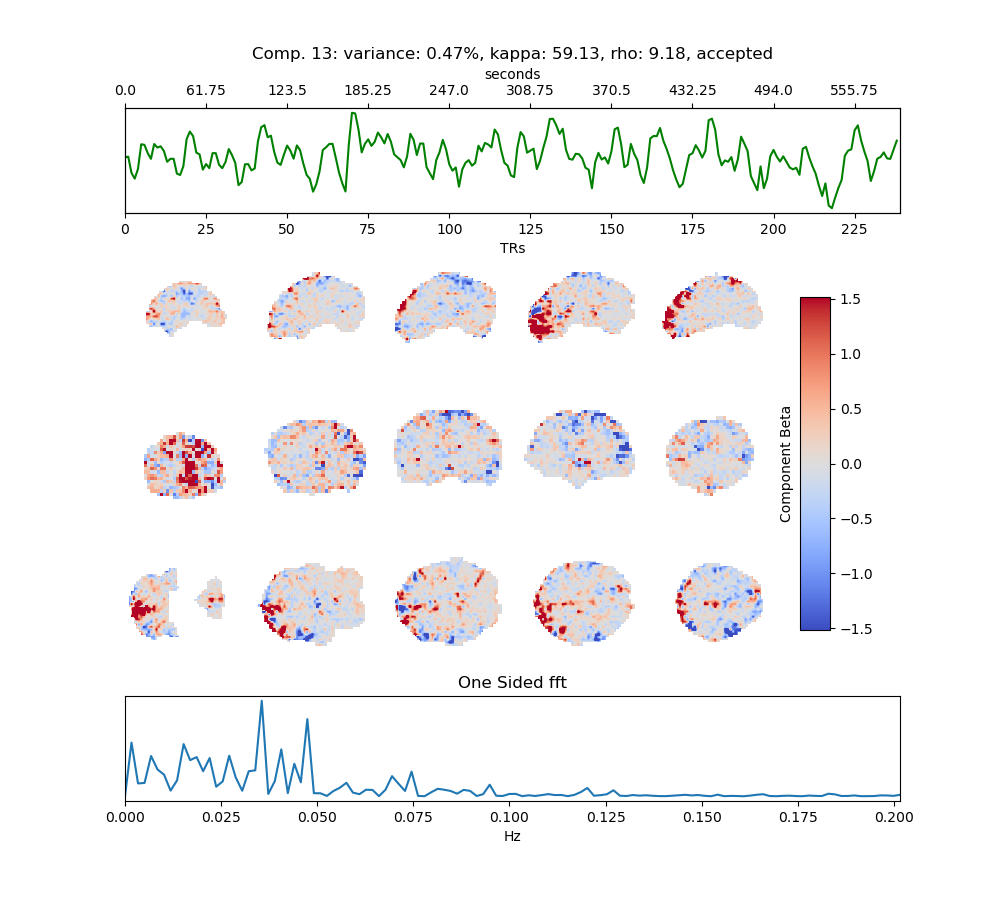 Comp. 13: variance: 0.47%, kappa: 59.13, rho: 9.18, accepted
seconds
0.0 61.75 123.5 185.25 247.0 308.75 370.5 432.25 494.0 555.75
0 25 50 75 100 125 150 175 200 225
TRs
1.5
1.0
0.5
0.0
−0.5
−1.0
−1.5
Component Beta
One Sided fft
0.000 0.025 0.050 0.075 0.100 0.125 0.150 0.175 0.200
Hz